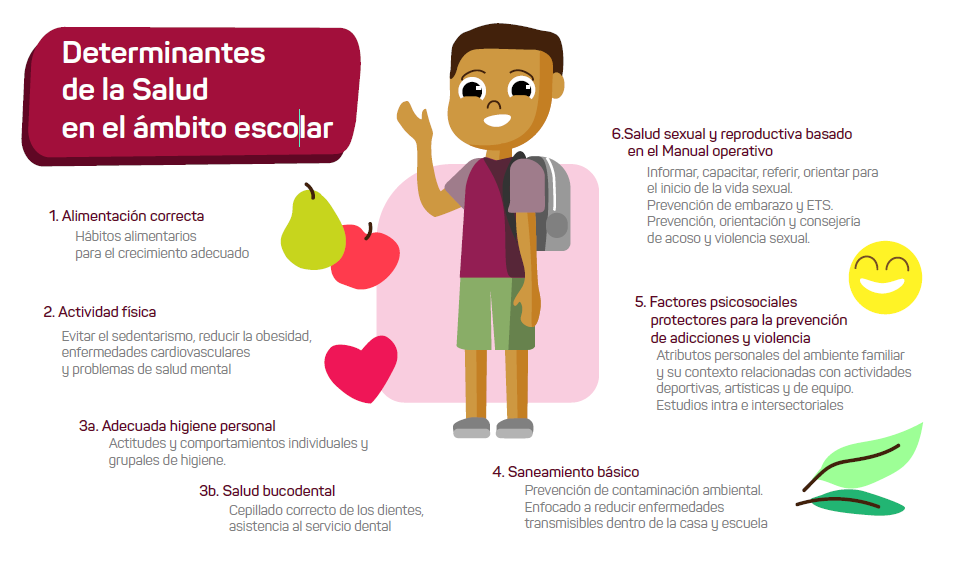 Determinantes
de la Salud
en el ámbito escolar
1. Alimentación correcta
Hábitos alimentarios
para el crecimiento adecuado
2. Actividad física
Evitar el sedentarismo, reducir la obesidad,
enfermedades cardiovasculares
y problemas de salud mental
3a. Adecuada higiene personal
Actitudes y comportamientos individuales y
grupales de higiene.
3b. Salud bucodental
Cepillado correcto de los dientes,
asistencia al servicio dental
4. Saneamiento básico
Prevención de contaminación ambiental.
Enfocado a reducir enfermedades
transmisibles dentro de la casa y escuela
5. Factores psicosociales
protectores para la prevención
de adicciones y violencia
Atributos personales del ambiente familiar
y su contexto relacionadas con actividades
deportivas, artisticas y de equipo.
Estudios intra e intersectoriales
6.Salud sexual y reproductiva basado
en el Manual operativo
Informar, capacitar, referir, orientar para
el inicio de la vida sexual.
Prevención de embarazo y ETS.
Prevención, orientación y consejería
de acoso y violencia sexual.